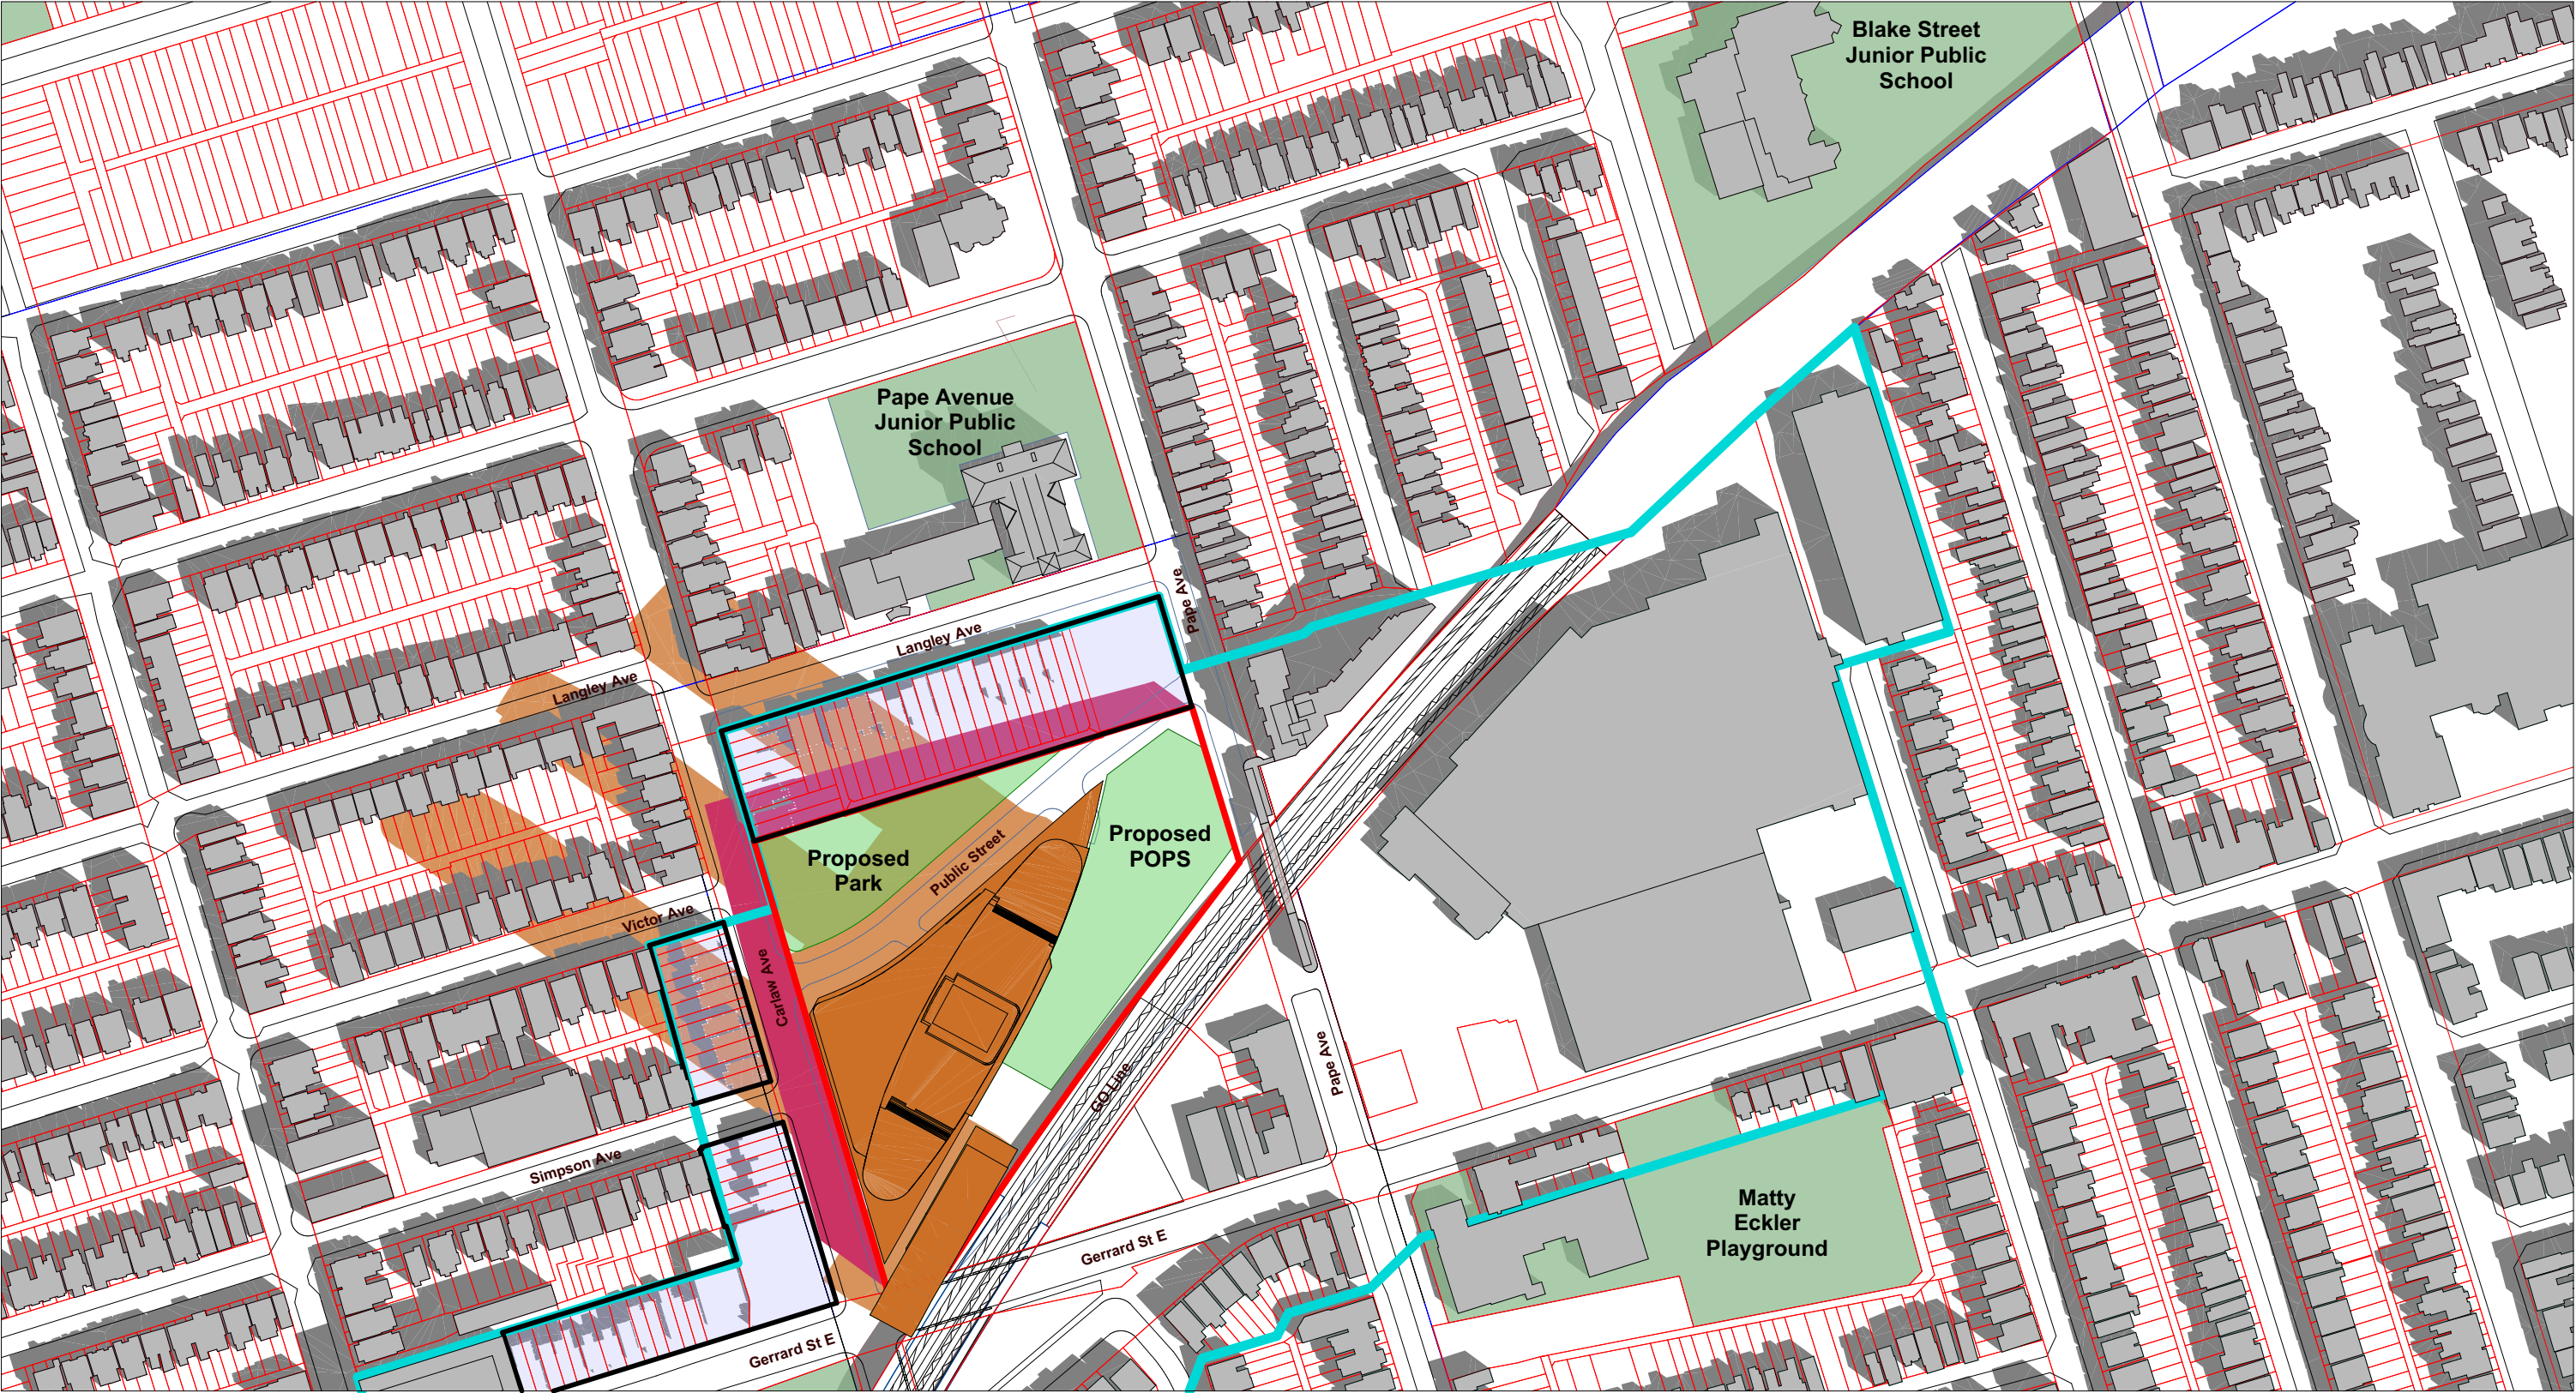 Blake Street
Junior Public
School
Pape Avenue
Junior Public
School
Pape Ave
Langley Ave
Langley Ave
Proposed
POPS
Proposed
Park
Public Street
Victor Ave
Carlaw Ave
GO Line
Pape Ave
Simpson Ave
Matty
Eckler
Playground
Gerrard St E
Gerrard St E